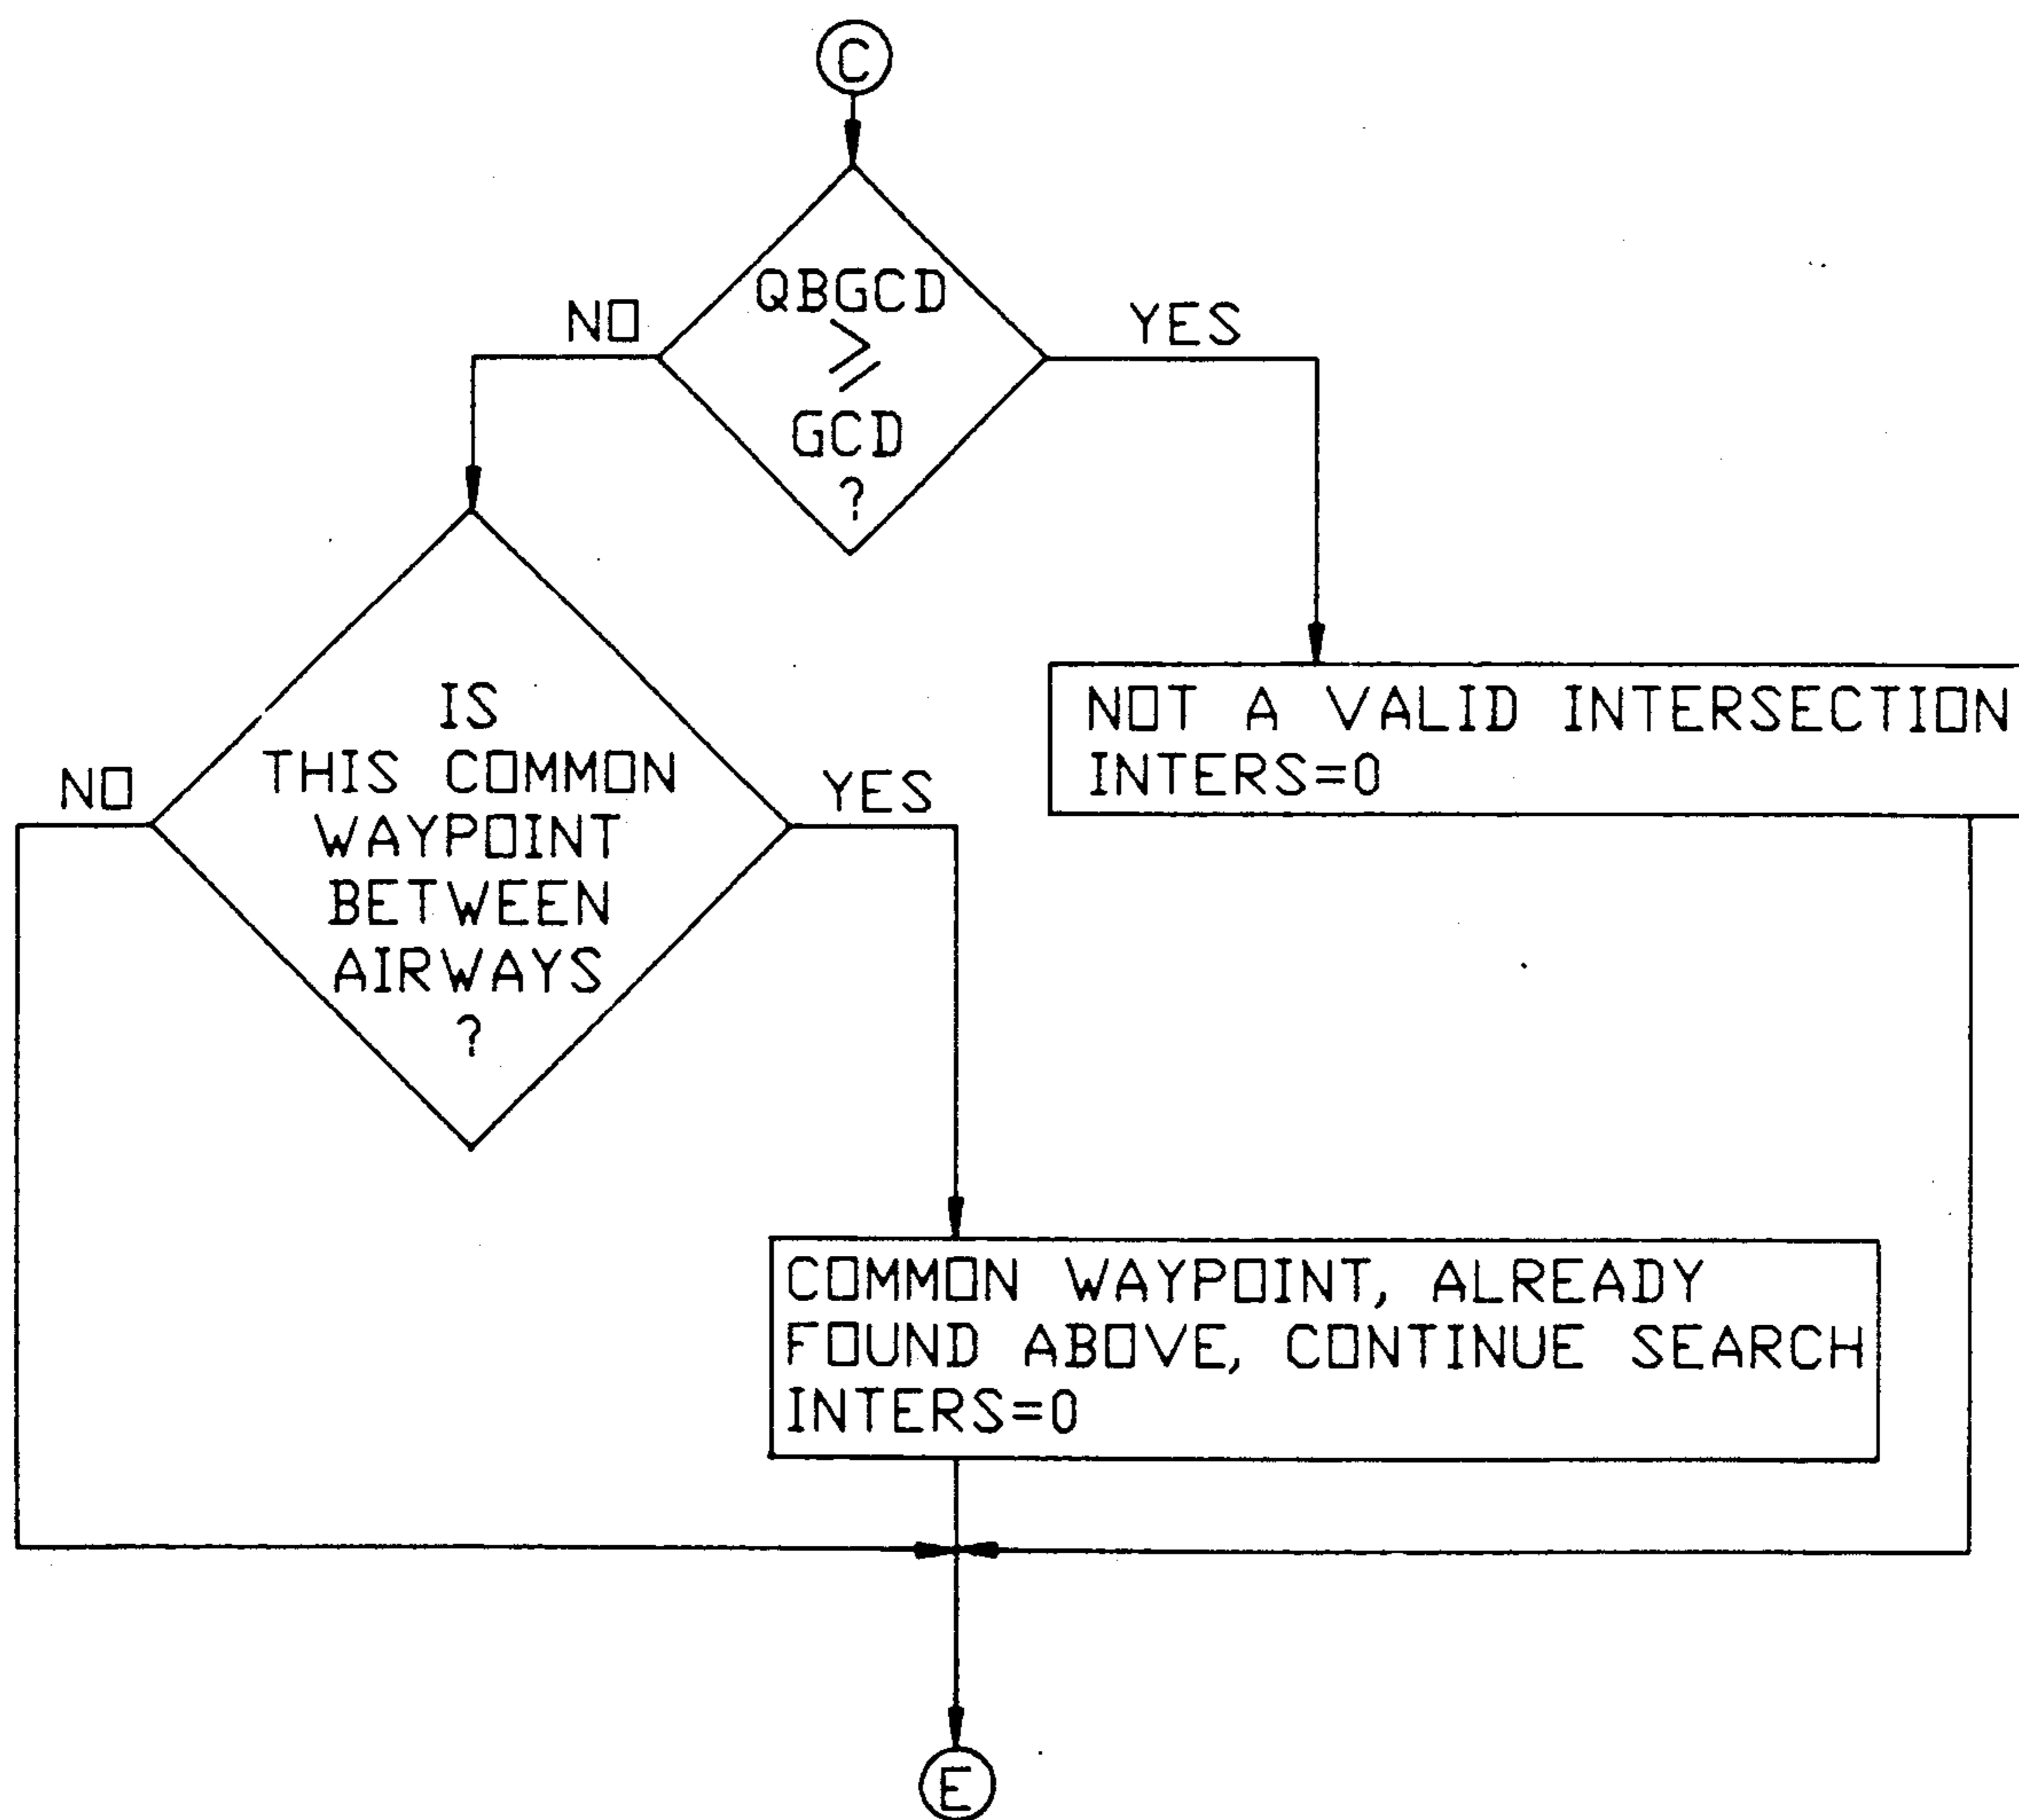 C
QBGCD
NO
YES
≥
GCD
?
NOT A VALID INTERSECTION
INTERS=0
IS
THIS COMMON
NO
YES
WAYPOINT
BETWEEN
AIRWAYS
?
COMMON WAYPOINT, ALREADY
FOUND ABOVE, CONTINUE SEARCH
INTERS=0
E